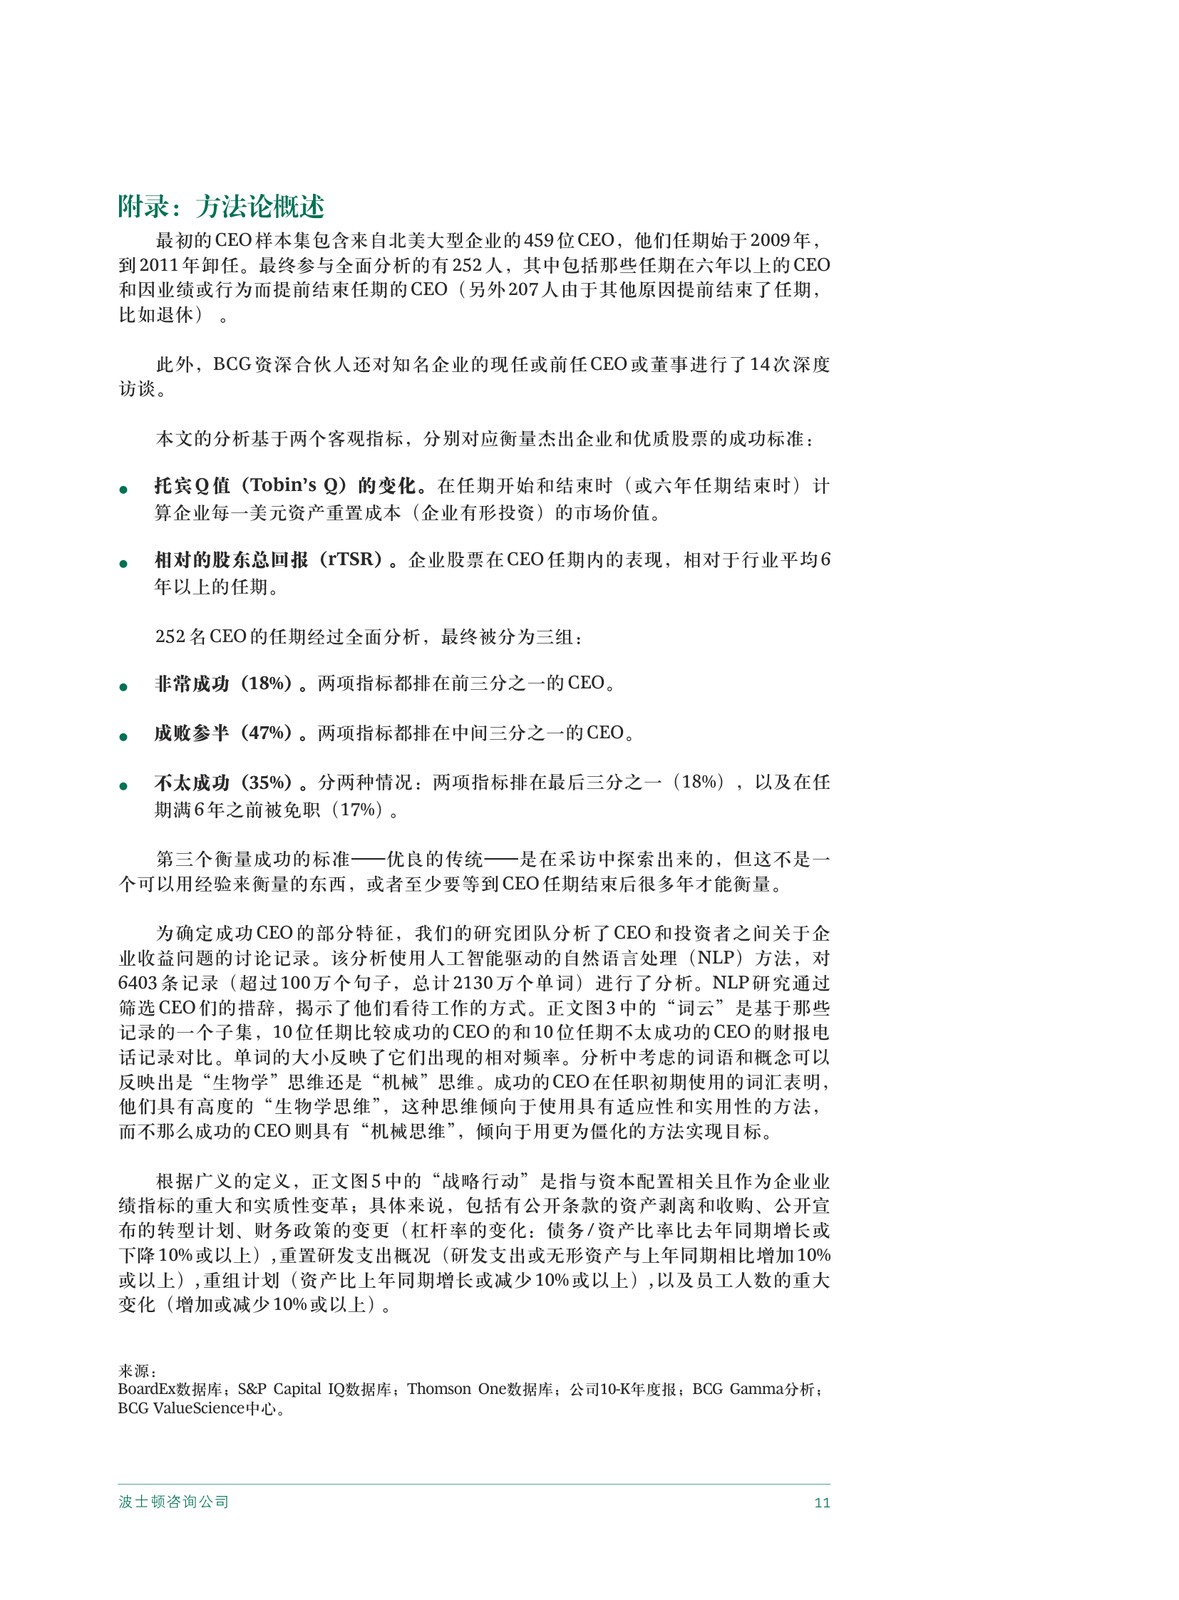 附录：方法论概述
最初的CEO样本集包含来自北美大型企业的459位CEO，他们任期始于2009年，
到2011年卸任。最终参与全面分析的有252人，其中包括那些任期在六年以上的CEO
和因业绩或行为而提前结束任期的CEO（另外207人由于其他原因提前结束了任期，
比如退休） 。
此外，BCG资深合伙人还对知名企业的现任或前任CEO或董事进行了14次深度
访谈。
本文的分析基于两个客观指标，分别对应衡量杰出企业和优质股票的成功标准：
● 托宾Q值（Tobin's Q）的变化。在任期开始和结束时（或六年任期结束时）计
算企业每一美元资产重置成本（企业有形投资）的市场价值。
● 相对的股东总回报（rTSR）。企业股票在CEO任期内的表现，相对于行业平均6
年以上的任期。
252名CEO的任期经过全面分析，最终被分为三组：
● 非常成功（18%）。两项指标都排在前三分之一的CEO。
● 成败参半（47%）。两项指标都排在中间三分之一的CEO。
● 不太成功（35%）。分两种情况：两项指标排在最后三分之一（18%），以及在任
期满6年之前被免职（17%）。
第三个衡量成功的标准——优良的传统——是在采访中探索出来的，但这不是一
个可以用经验来衡量的东西，或者至少要等到CEO任期结束后很多年才能衡量。
为确定成功CEO的部分特征，我们的研究团队分析了CEO和投资者之间关于企
业收益问题的讨论记录。该分析使用人工智能驱动的自然语言处理（NLP）方法，对
6403条记录（超过100万个句子，总计2130万个单词）进行了分析。NLP研究通过
筛选CEO们的措辞，揭示了他们看待工作的方式。正文图3中的“词云”是基于那些
记录的一个子集，10位任期比较成功的CEO的和10位任期不太成功的CEO的财报电
话记录对比。单词的大小反映了它们出现的相对频率。分析中考虑的词语和概念可以
反映出是“生物学”思维还是“机械”思维。成功的CEO在任职初期使用的词汇表明，
他们具有高度的“生物学思维”，这种思维倾向于使用具有适应性和实用性的方法，
而不那么成功的CEO则具有“机械思维”，倾向于用更为僵化的方法实现目标。
根据广义的定义，正文图5中的“战略行动”是指与资本配置相关且作为企业业
绩指标的重大和实质性变革；具体来说，包括有公开条款的资产剥离和收购、公开宣
布的转型计划、财务政策的变更（杠杆率的变化：债务/资产比率比去年同期增长或
下降10%或以上）,重置研发支出概况（研发支出或无形资产与上年同期相比增加10%
或以上）,重组计划（资产比上年同期增长或减少10%或以上）,以及员工人数的重大
变化（增加或减少10%或以上）。
来源：
BoardEx数据库；S&P Capital IQ数据库；Thomson One数据库；公司10-K年度报；BCG Gamma分析；
BCG ValueScience中心。
波士顿咨询公司 11